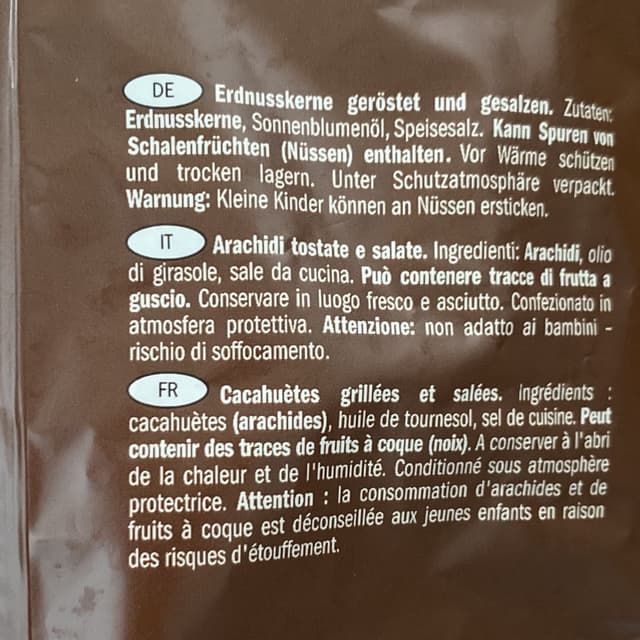 DE Erdnusskerne geröstet und gesalzen. Zutaten:
Erdnusskerne, Sonnenblumenöl, Speisesalz. Kann Spuren von
Schalenfrüchten (Nüssen) enthalten. Vor Wärme schützen
und trocken lagern. Unter Schutzatmosphäre verpackt.
Warnung: Kleine Kinder können an Nüssen ersticken.
IT Arachidi tostate e salate. Ingredienti: Arachidi, olio
di girasole, sale da cucina. Può contenere tracce di frutta a
guscio. Conservare in luogo fresco e asciutto. Confezionato in
atmosfera protettiva. Attenzione: non adatto ai bambini -
rischio di soffocamento.
FR Cacahuètes grillées et salées. Ingrédients :
cacahuètes (arachides), huile de tournesol, sel de cuisine. Peut
contenir des traces de fruits à coque (noix). A conserver à l'abri
de la chaleur et de l'humidité. Conditionné sous atmosphère
protectrice. Attention : la consommation d'arachides et de
fruits à coque est déconseillée aux jeunes enfants en raison
des risques d'étouffement.